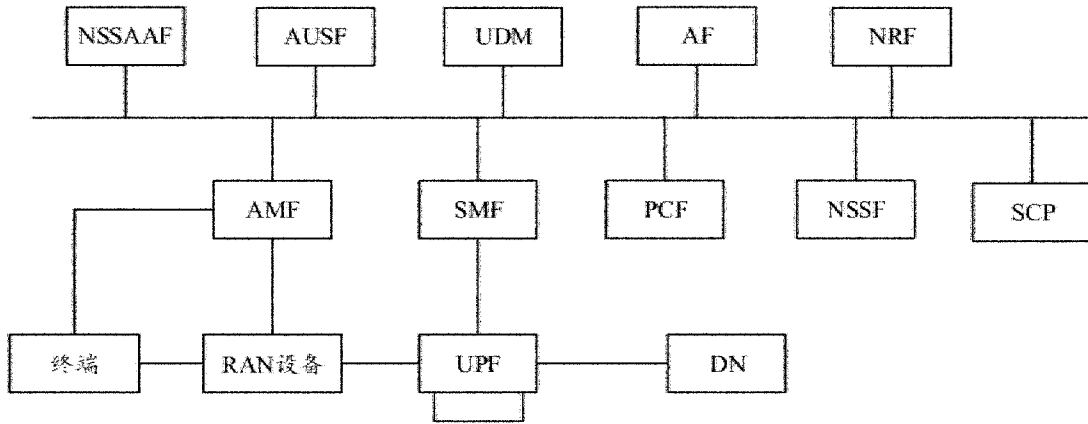 NSSAAF
AUSF
UDM
AF
NRF
AMF
SMF
PCF
NSSF
SCP
终端
RAN设备
UPF
DN